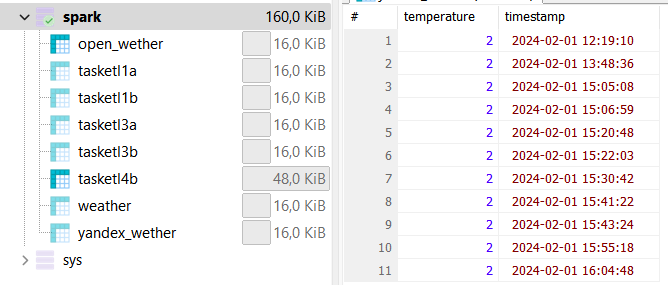 spark 160,0 KiB
open_wether 16,0 KiB
tasketl1a 16,0 KiB
tasketl1b 16,0 KiB
tasketl3a 16,0 KiB
tasketl3b 16,0 KiB
tasketl4b 48,0 KiB
weather 16,0 KiB
yandex_wether 16,0 KiB
sys
# temperature timestamp
1 2 2024-02-01 12:19:10
2 2 2024-02-01 13:48:36
3 2 2024-02-01 15:05:08
4 2 2024-02-01 15:06:59
5 2 2024-02-01 15:20:48
6 2 2024-02-01 15:22:03
7 2 2024-02-01 15:30:42
8 2 2024-02-01 15:41:22
9 2 2024-02-01 15:43:24
10 2 2024-02-01 15:55:18
11 2 2024-02-01 16:04:48